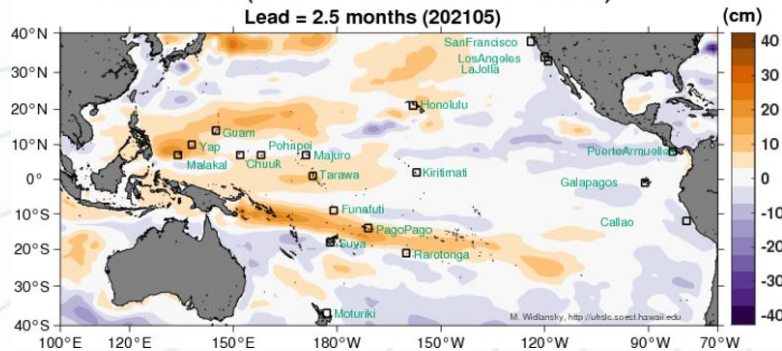 Lead = 2.5 months (202105)
(cm)
40°N
30°N
20°N
10°N
0°
10°S
20°S
30°S
40°S
SanFrancisco
LosAngeles
LaJolla
Honolulu
Guam
Yap
Pohnpei
Malakal
Chuuk
Majuro
Tarawa
Kiritimati
PuertoArmuelles
Galapagos
Funafuti
Callao
PagoPago
Suva
Rarotonga
Moturiki
M. Widlansky, http://uhslc.soest.hawaii.edu
100°E 120°E 150°E 180°W 150°W 120°W 90°W 70°W
40
30
20
10
0
-10
-20
-30
-40